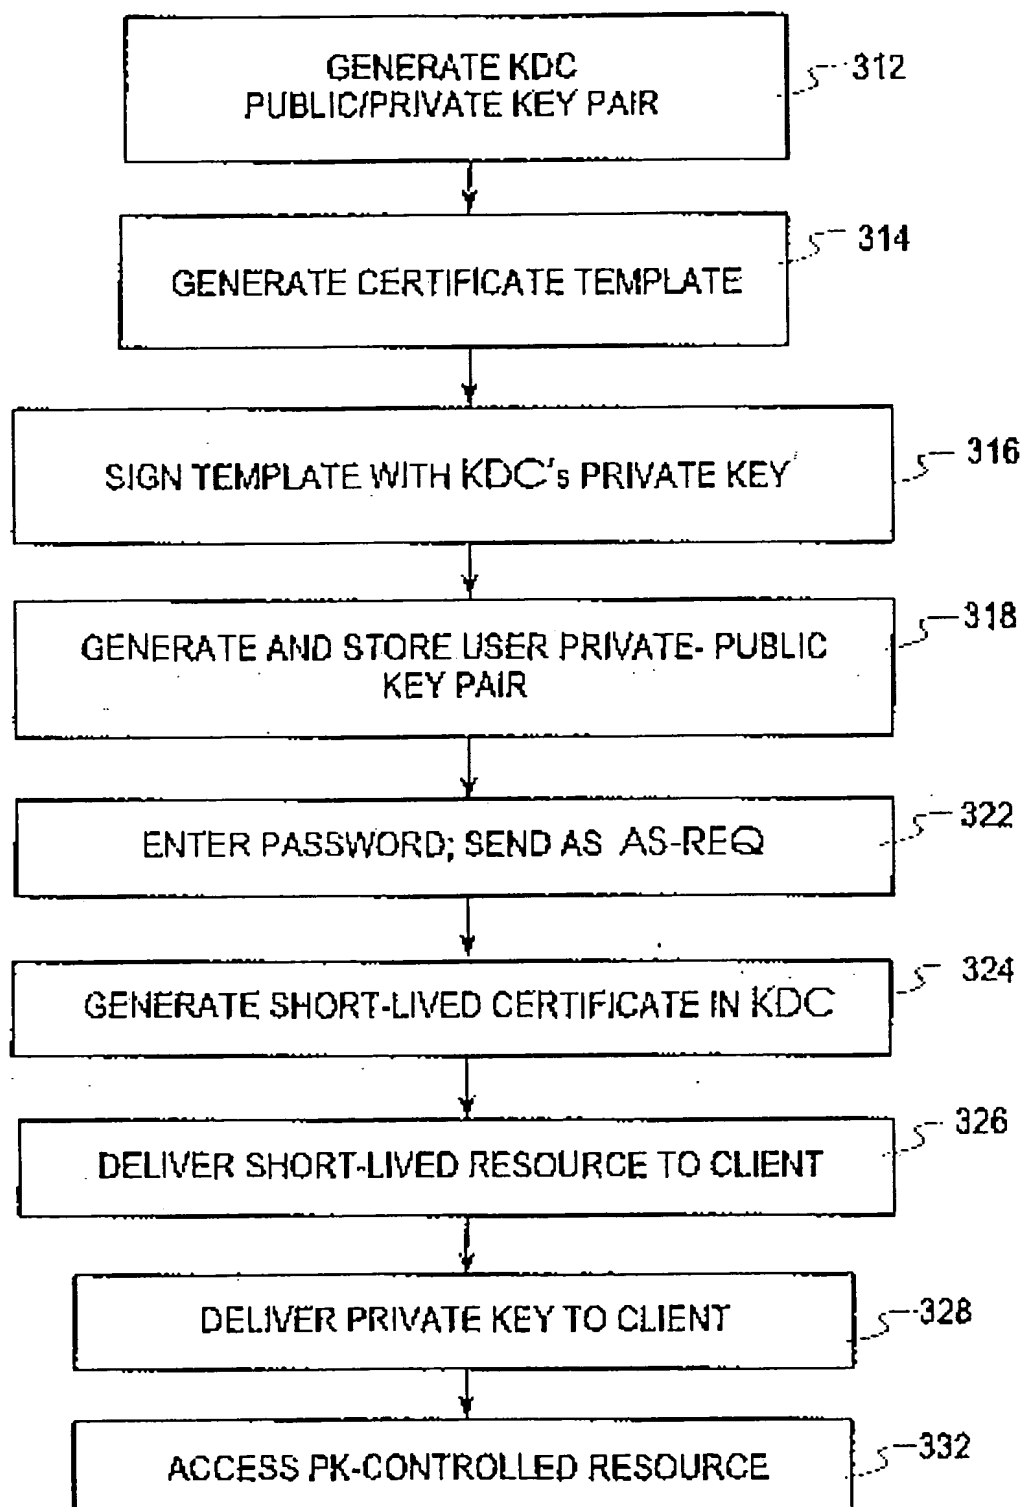 GENERATE KDC
PUBLIC/PRIVATE KEY PAIR
312
GENERATE CERTIFICATE TEMPLATE
314
SIGN TEMPLATE WITH KDC's PRIVATE KEY
316
GENERATE AND STORE USER PRIVATE- PUBLIC
KEY PAIR
318
ENTER PASSWORD; SEND AS AS-REQ
322
GENERATE SHORT-LIVED CERTIFICATE IN KDC
324
DELIVER SHORT-LIVED RESOURCE TO CLIENT
326
DELIVER PRIVATE KEY TO CLIENT
328
ACCESS PK-CONTROLLED RESOURCE
332